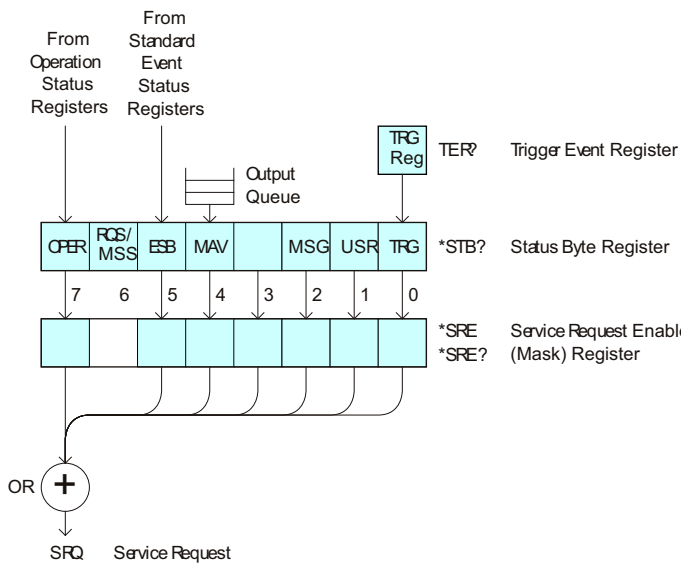 From
Operation
Status
Registers
From
Standard
Event
Status
Registers
TRG
Reg
TER?
Trigger Event Register
Output
Queue
OPER
RQS/
MSS
ESB
MAV
MSG
USR
TRG
*STB?
Status Byte Register
7
6
5
4
3
2
1
0
*SRE
Service Request Enable
*SRE?
(Mask) Register
OR
+
SRQ
Service Request